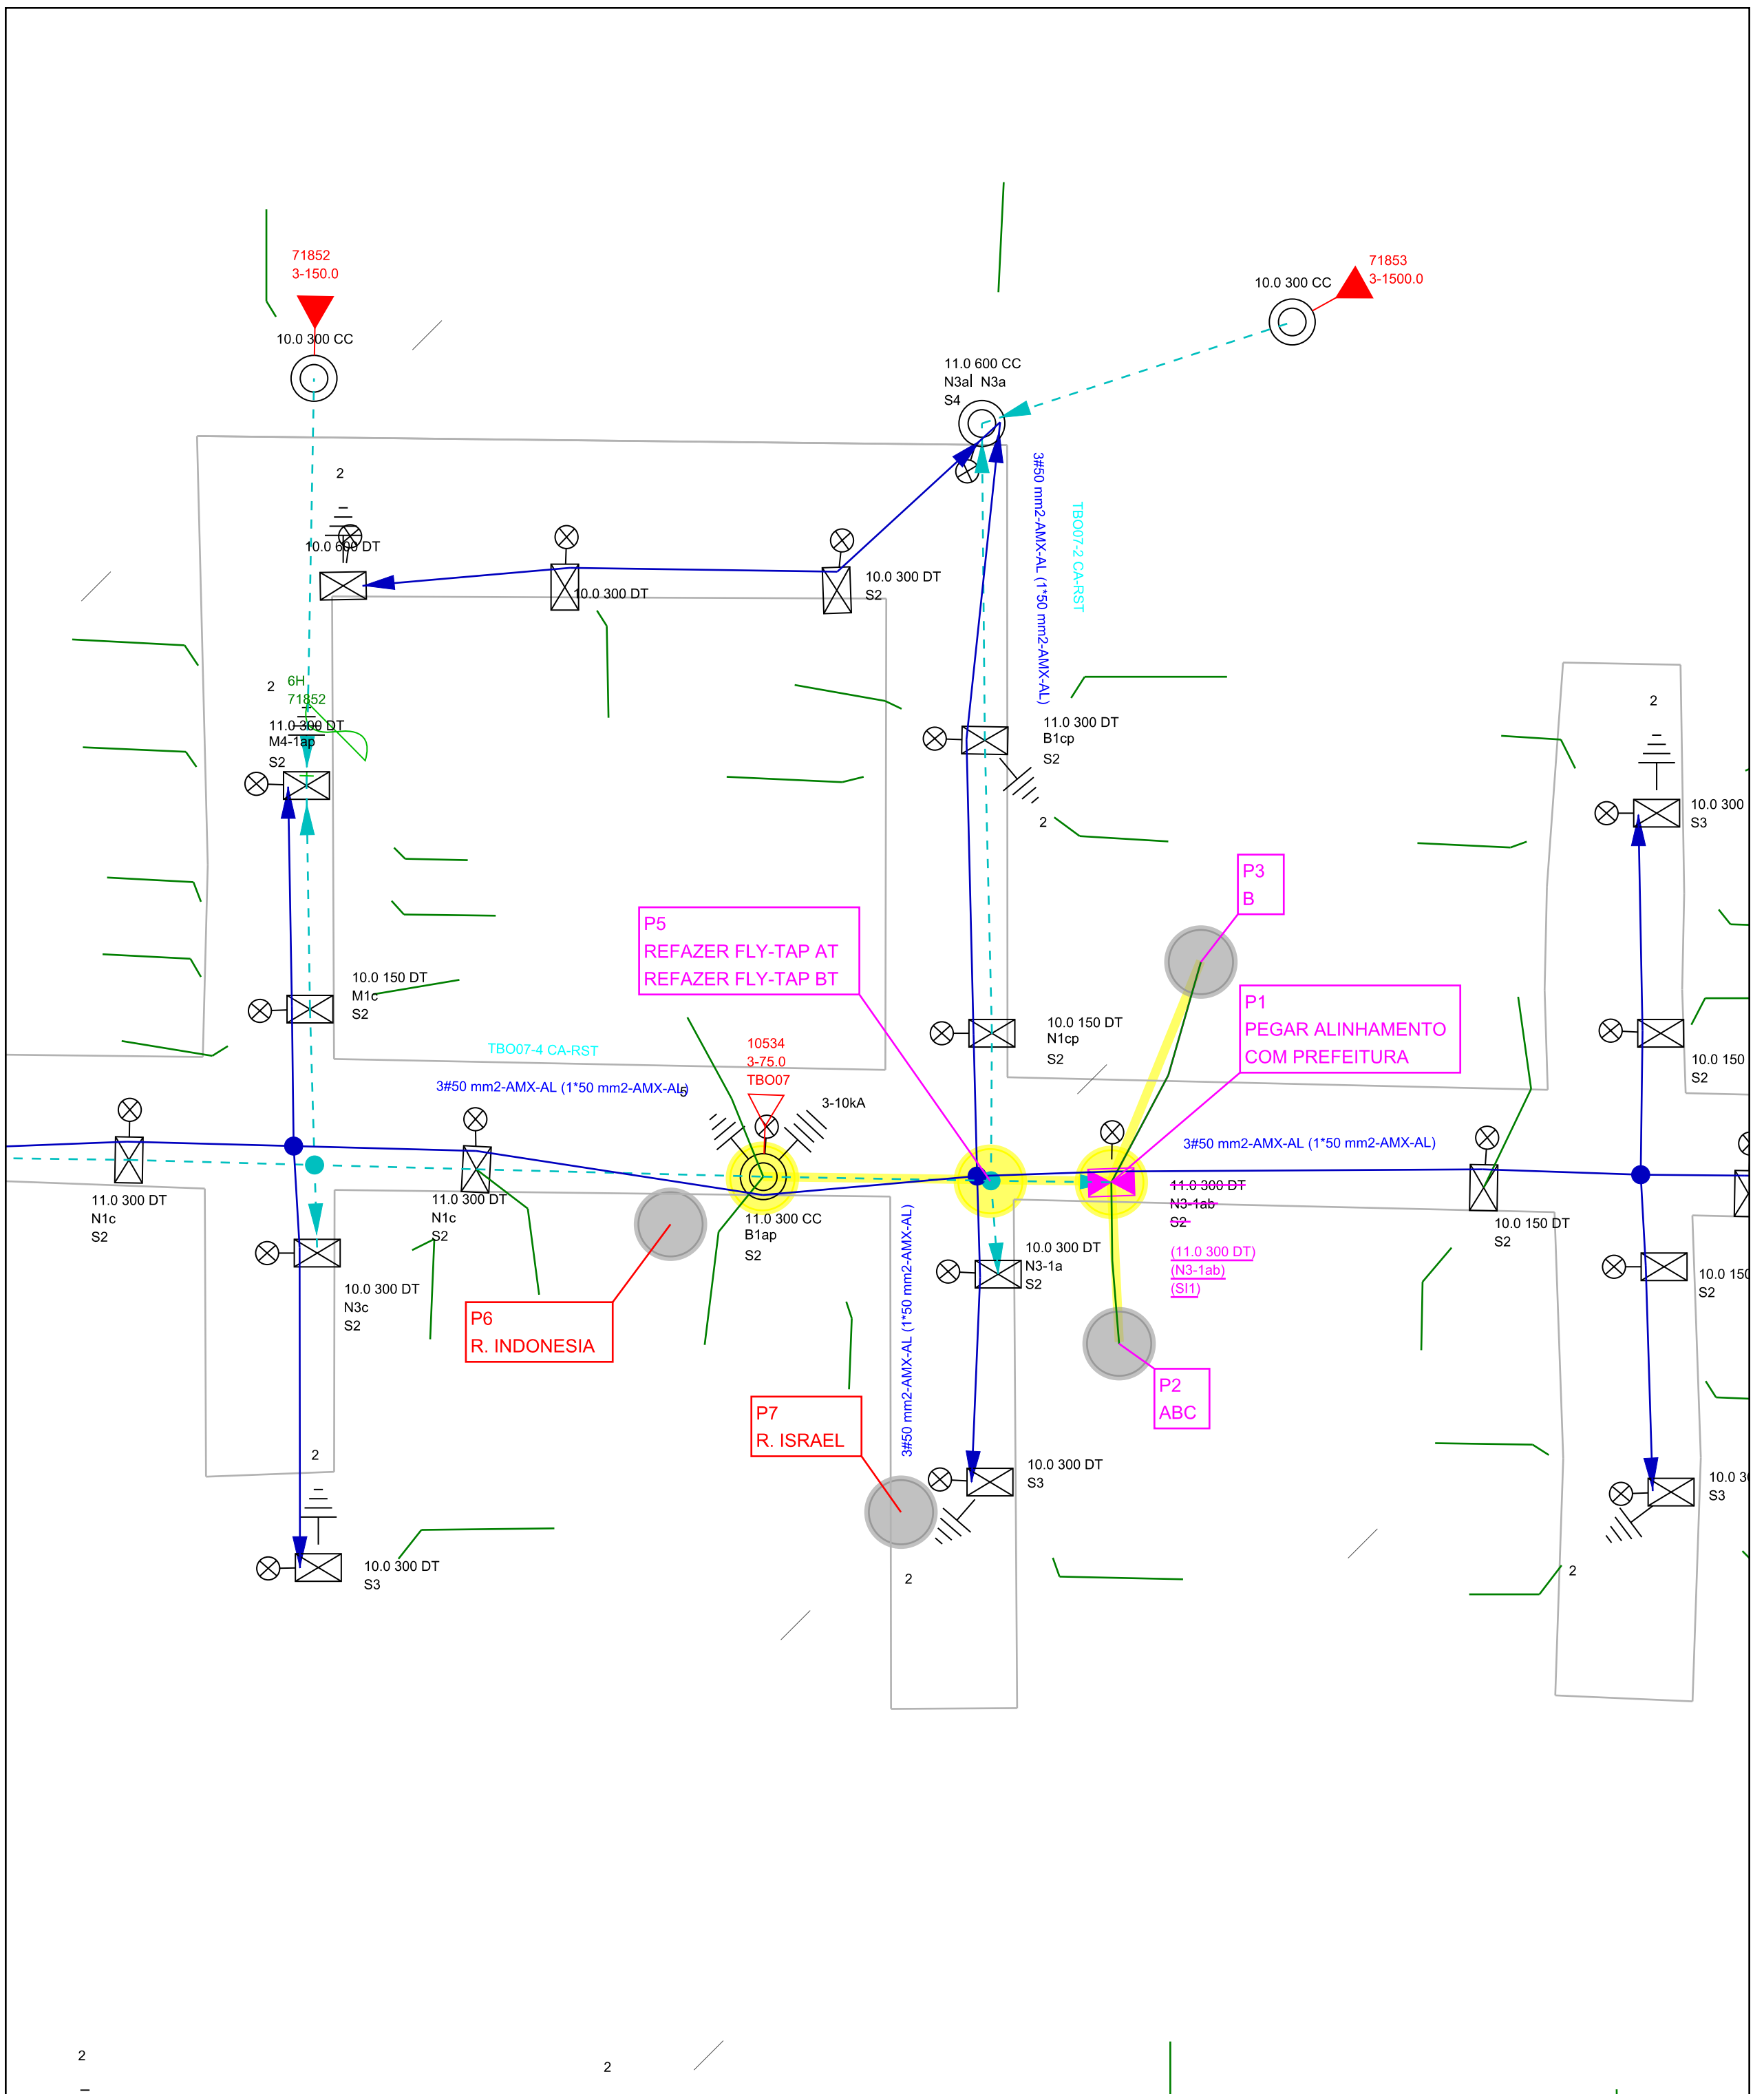 71852
3-150.0
10.0 300 CC
71853
3-1500.0
10.0 300 CC
11.0 600 CC
N3al N3a
S4
2
10.0 600 DT
10.0 300 DT
10.0 300 DT
S2
3#50 mm2-AMX-AL (1*50 mm2-AMX-AL)
TBO07-2 CA-RST
2
6H
71852
11.0 300 DT
M4-1ap
S2
11.0 300 DT
B1cp
S2
2
2
10.0 300
S3
P3
B
P5
REFAZER FLY-TAP AT
REFAZER FLY-TAP BT
10.0 150 DT
M1c
S2
P1
PEGAR ALINHAMENTO
COM PREFEITURA
10.0 150 DT
N1cp
S2
10.0 150
S2
TBO07-4 CA-RST
3#50 mm2-AMX-AL (1*50 mm2-AMX-AL)
5
10534
3-75.0
TBO07
3-10kA
3#50 mm2-AMX-AL (1*50 mm2-AMX-AL)
11.0 300 DT
N1c
S2
11.0 300 DT
N1c
S2
11.0 300 CC
B1ap
S2
11.0 300 DT
N3-1ab
S2
(11.0 300 DT)
(N3-1ab)
(SI1)
10.0 150 DT
S2
10.0 300 DT
N3-1a
S2
10.0 150
S2
10.0 300 DT
N3c
S2
3#50 mm2-AMX-AL (1*50 mm2-AMX-AL)
P6
R. INDONESIA
P2
ABC
P7
R. ISRAEL
2
10.0 300 DT
S3
10.0 30
S3
10.0 300 DT
S3
2
2
2
2